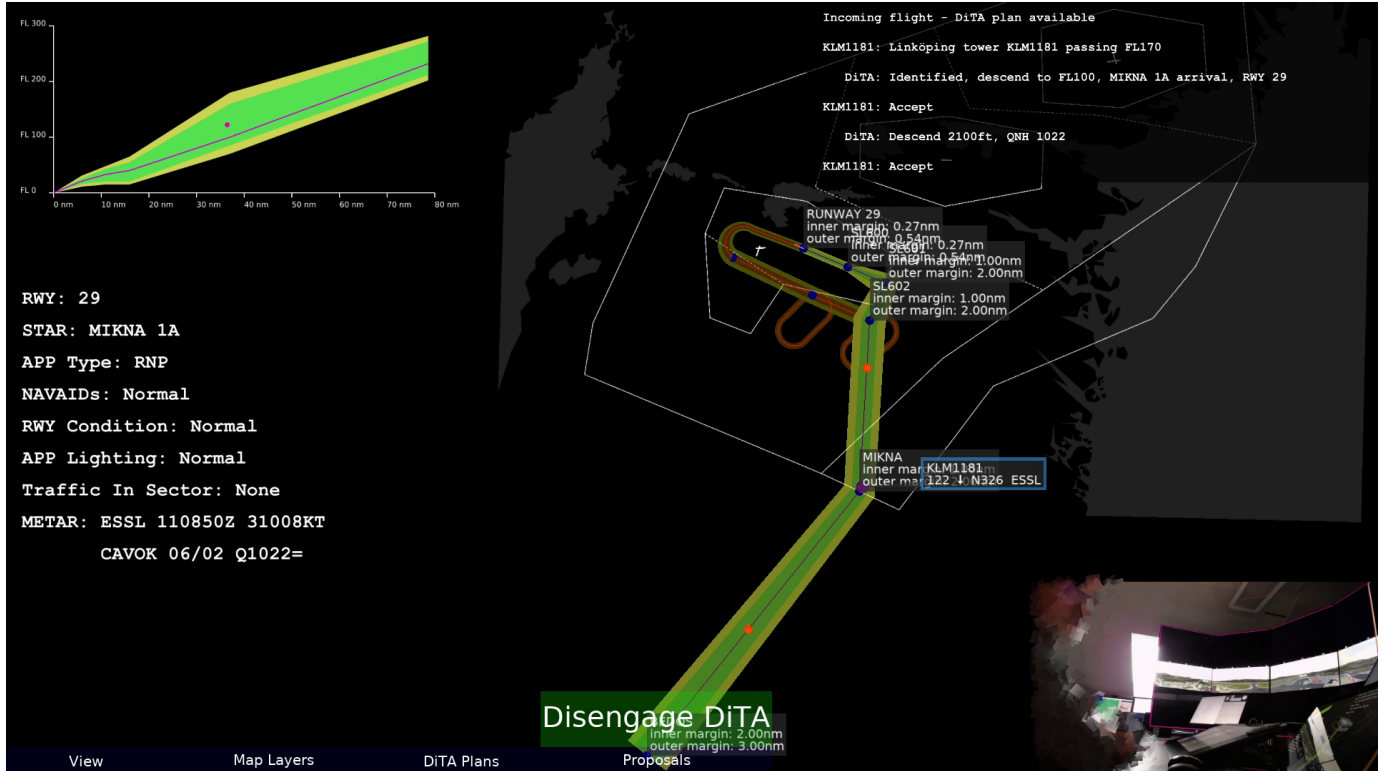 FL 300
FL 200
FL 100
FL 0
0 nm 10 nm 20 nm 30 nm 40 nm 50 nm 60 nm 70 nm 80 nm
Incoming flight - DiTA plan available
KLM1181: Linköping tower KLM1181 passing FL170
DiTA: Identified, descend to FL100, MIKNA 1A arrival, RWY 29
KLM1181: Accept
DiTA: Descend 2100ft, QNH 1022
KLM1181: Accept
RUNWAY 29
inner margin: 0.27nm
outer margin: 0.54nm
SL600
inner margin: 0.27nm
outer margin: 0.54nm
inner margin: 1.00nm
outer margin: 2.00nm
SL602
inner margin: 1.00nm
outer margin: 2.00nm
RWY: 29
STAR: MIKNA 1A
APP Type: RNP
NAVAIDs: Normal
RWY Condition: Normal
APP Lighting: Normal
Traffic In Sector: None
METAR: ESSL 110850Z 31008KT
CAVOK 06/02 Q1022=
MIKNA
inner mar
outer mar
KLM1181
122 ↓ N326 ESSL
Disengage DiTA
inner margin: 2.00nm
outer margin: 3.00nm
View Map Layers DiTA Plans Proposals